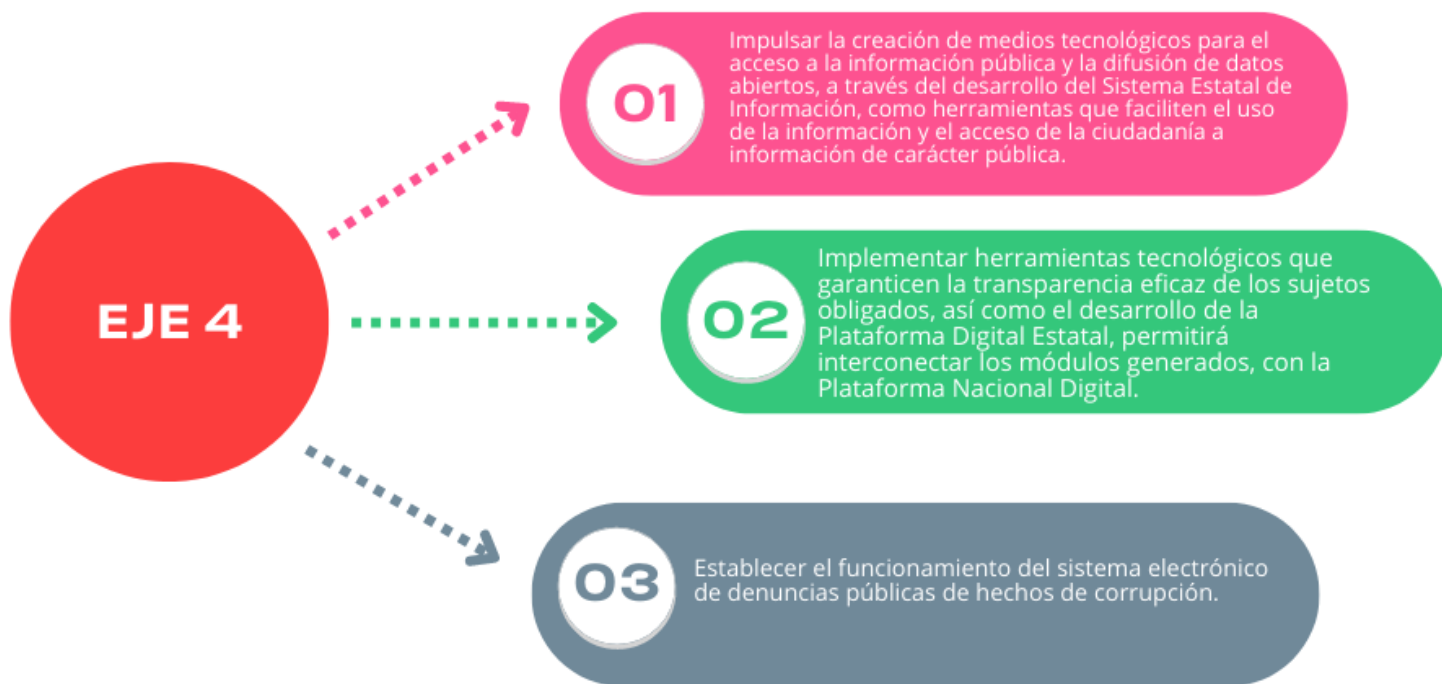 EJE 4
01
Impulsar la creación de medios tecnológicos para el
acceso a la información pública y la difusión de datos
abiertos, a través del desarrollo del Sistema Estatal de
Información, como herramientas que faciliten el uso
de la información y el acceso de la ciudadanía a
información de carácter pública.
02
Implementar herramientas tecnológicos que
garanticen la transparencia eficaz de los sujetos
obligados, así como el desarrollo de la
Plataforma Digital Estatal, permitirá
interconectar los módulos generados, con la
Plataforma Nacional Digital.
03
Establecer el funcionamiento del sistema electrónico
de denuncias públicas de hechos de corrupción.